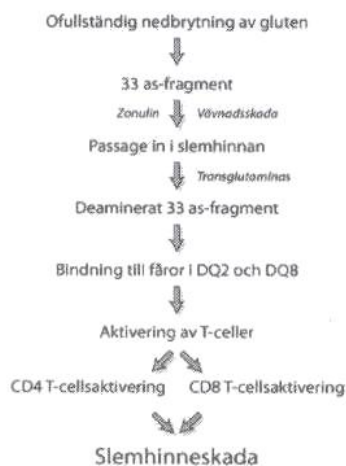 Ofullständig nedbrytning av gluten
33 as-fragment
Zonulin Vävnadsskada
Passage in i slemhinnan
Transglutaminas
Deaminerat 33 as-fragment
Bindning till fåror i DQ2 och DQ8
Aktivering av T-celler
CD4 T-cellsaktivering CD8 T-cellsaktivering
Slemhinneskada